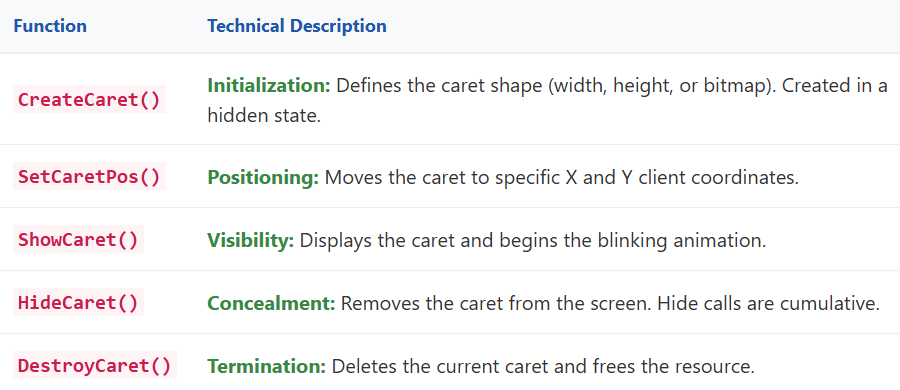 Function Technical Description
CreateCaret() Initialization: Defines the caret shape (width, height, or bitmap). Created in a
hidden state.
SetCaretPos() Positioning: Moves the caret to specific X and Y client coordinates.
ShowCaret() Visibility: Displays the caret and begins the blinking animation.
HideCaret() Concealment: Removes the caret from the screen. Hide calls are cumulative.
DestroyCaret() Termination: Deletes the current caret and frees the resource.